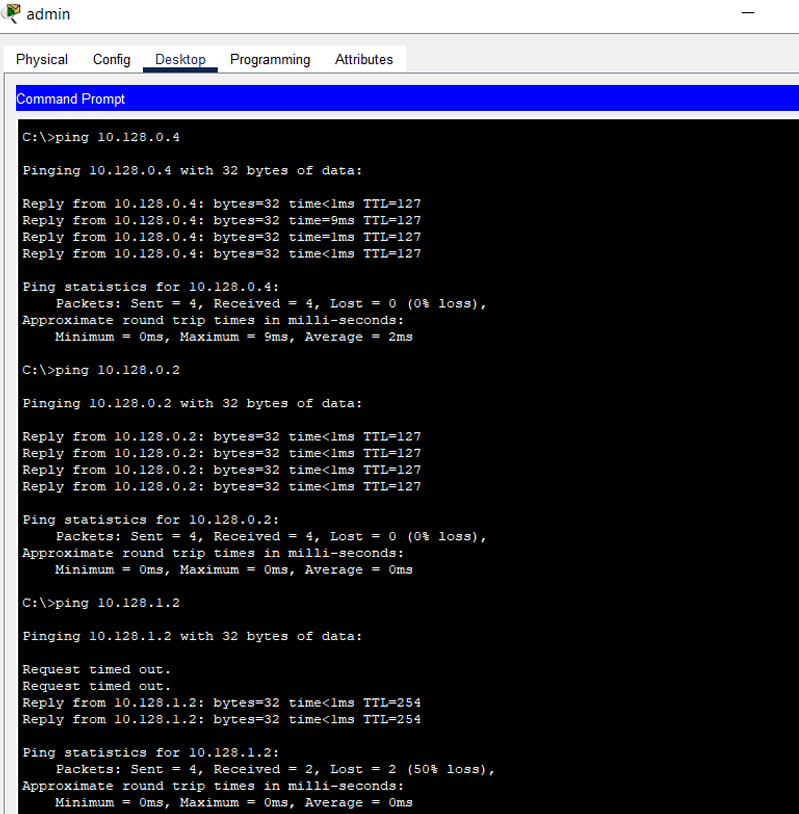 admin
Physical Config Desktop Programming Attributes
Command Prompt
C:\>ping 10.128.0.4
Pinging 10.128.0.4 with 32 bytes of data:
Reply from 10.128.0.4: bytes=32 time<1ms TTL=127
Reply from 10.128.0.4: bytes=32 time=9ms TTL=127
Reply from 10.128.0.4: bytes=32 time=1ms TTL=127
Reply from 10.128.0.4: bytes=32 time<1ms TTL=127
Ping statistics for 10.128.0.4:
    Packets: Sent = 4, Received = 4, Lost = 0 (0% loss),
Approximate round trip times in milli-seconds:
    Minimum = 0ms, Maximum = 9ms, Average = 2ms
C:\>ping 10.128.0.2
Pinging 10.128.0.2 with 32 bytes of data:
Reply from 10.128.0.2: bytes=32 time<1ms TTL=127
Reply from 10.128.0.2: bytes=32 time<1ms TTL=127
Reply from 10.128.0.2: bytes=32 time<1ms TTL=127
Reply from 10.128.0.2: bytes=32 time<1ms TTL=127
Ping statistics for 10.128.0.2:
    Packets: Sent = 4, Received = 4, Lost = 0 (0% loss),
Approximate round trip times in milli-seconds:
    Minimum = 0ms, Maximum = 0ms, Average = 0ms
C:\>ping 10.128.1.2
Pinging 10.128.1.2 with 32 bytes of data:
Request timed out.
Request timed out.
Reply from 10.128.1.2: bytes=32 time<1ms TTL=254
Reply from 10.128.1.2: bytes=32 time<1ms TTL=254
Ping statistics for 10.128.1.2:
    Packets: Sent = 4, Received = 2, Lost = 2 (50% loss),
Approximate round trip times in milli-seconds:
    Minimum = 0ms, Maximum = 0ms, Average = 0ms